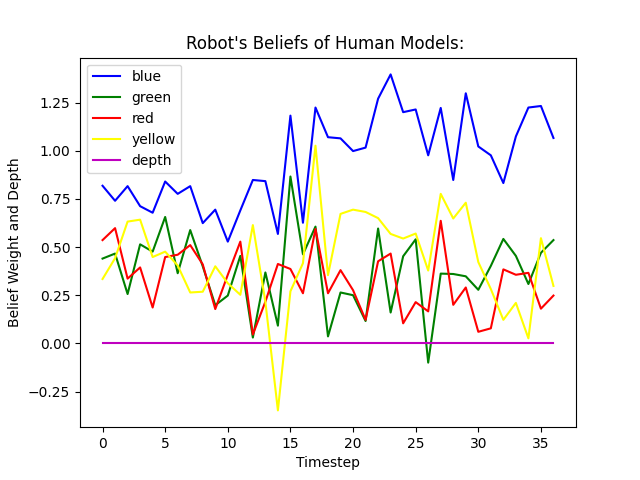 Robot's Beliefs of Human Models:
blue
green
red
yellow
depth
1.25
1.00
0.75
0.50
0.25
0.00
−0.25
Belief Weight and Depth
0 5 10 15 20 25 30 35
Timestep